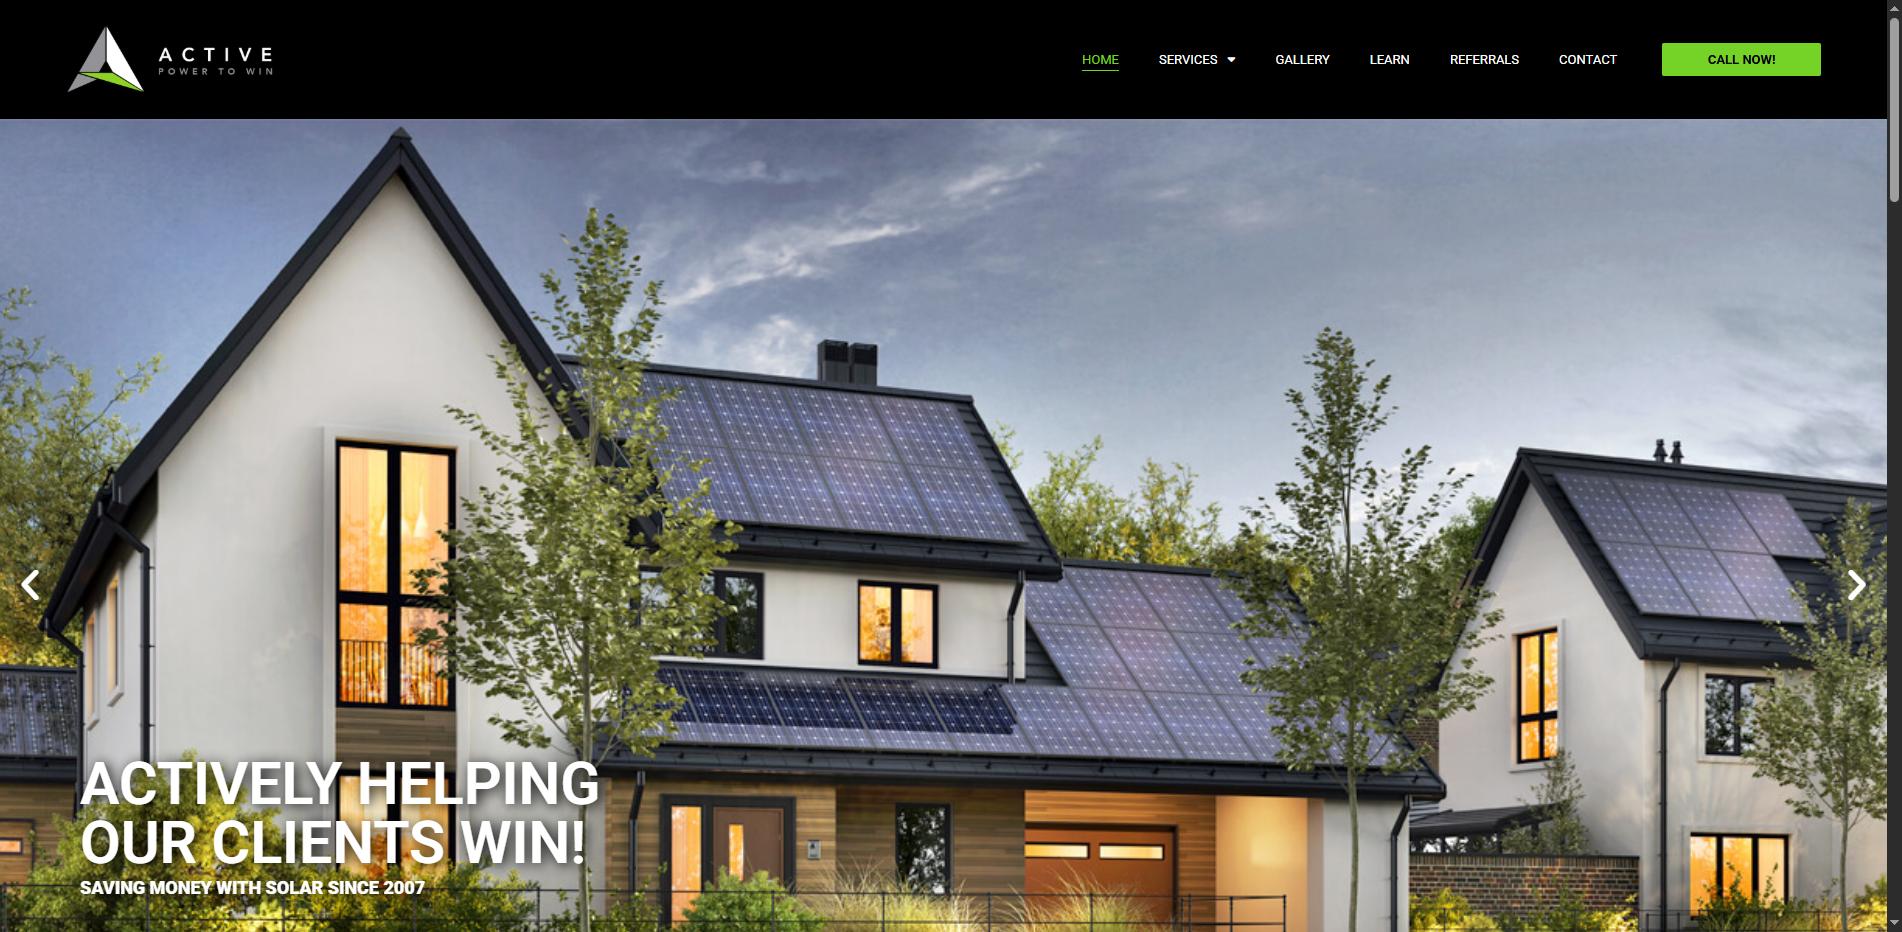 ACTIVE
POWER TO WIN
HOME
SERVICES
GALLERY
LEARN
REFERRALS
CONTACT
CALL NOW!
ACTIVELY HELPING
OUR CLIENTS WIN!
SAVING MONEY WITH SOLAR SINCE 2007